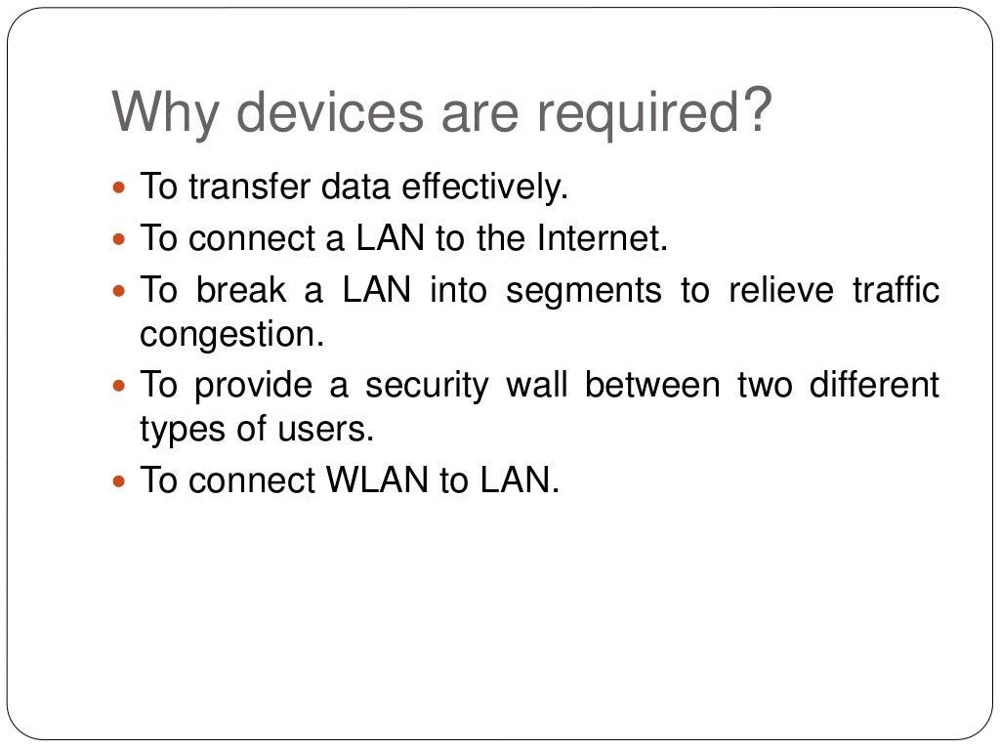 Why devices are required?
• To transfer data effectively.
• To connect a LAN to the Internet.
• To break a LAN into segments to relieve traffic
congestion.
• To provide a security wall between two different
types of users.
• To connect WLAN to LAN.